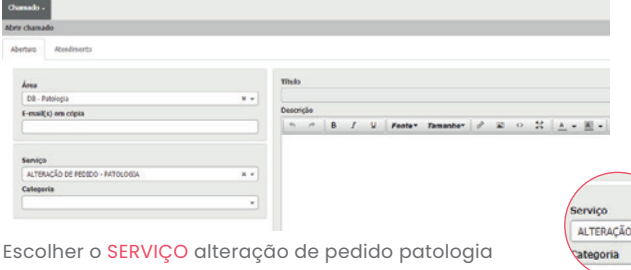 Chamado
Abrir chamado
Abertura Atendimento
Área
DB - Patologia
E-mail(s) em cópia
Serviço
ALTERAÇÃO DE PEDIDO - PATOLOGIA
Categoria
Título
Descrição
B I U Fonte Tamanho A A
Escolher o SERVIÇO alteração de pedido patologia
Serviço
ALTERAÇÃO
Categoria